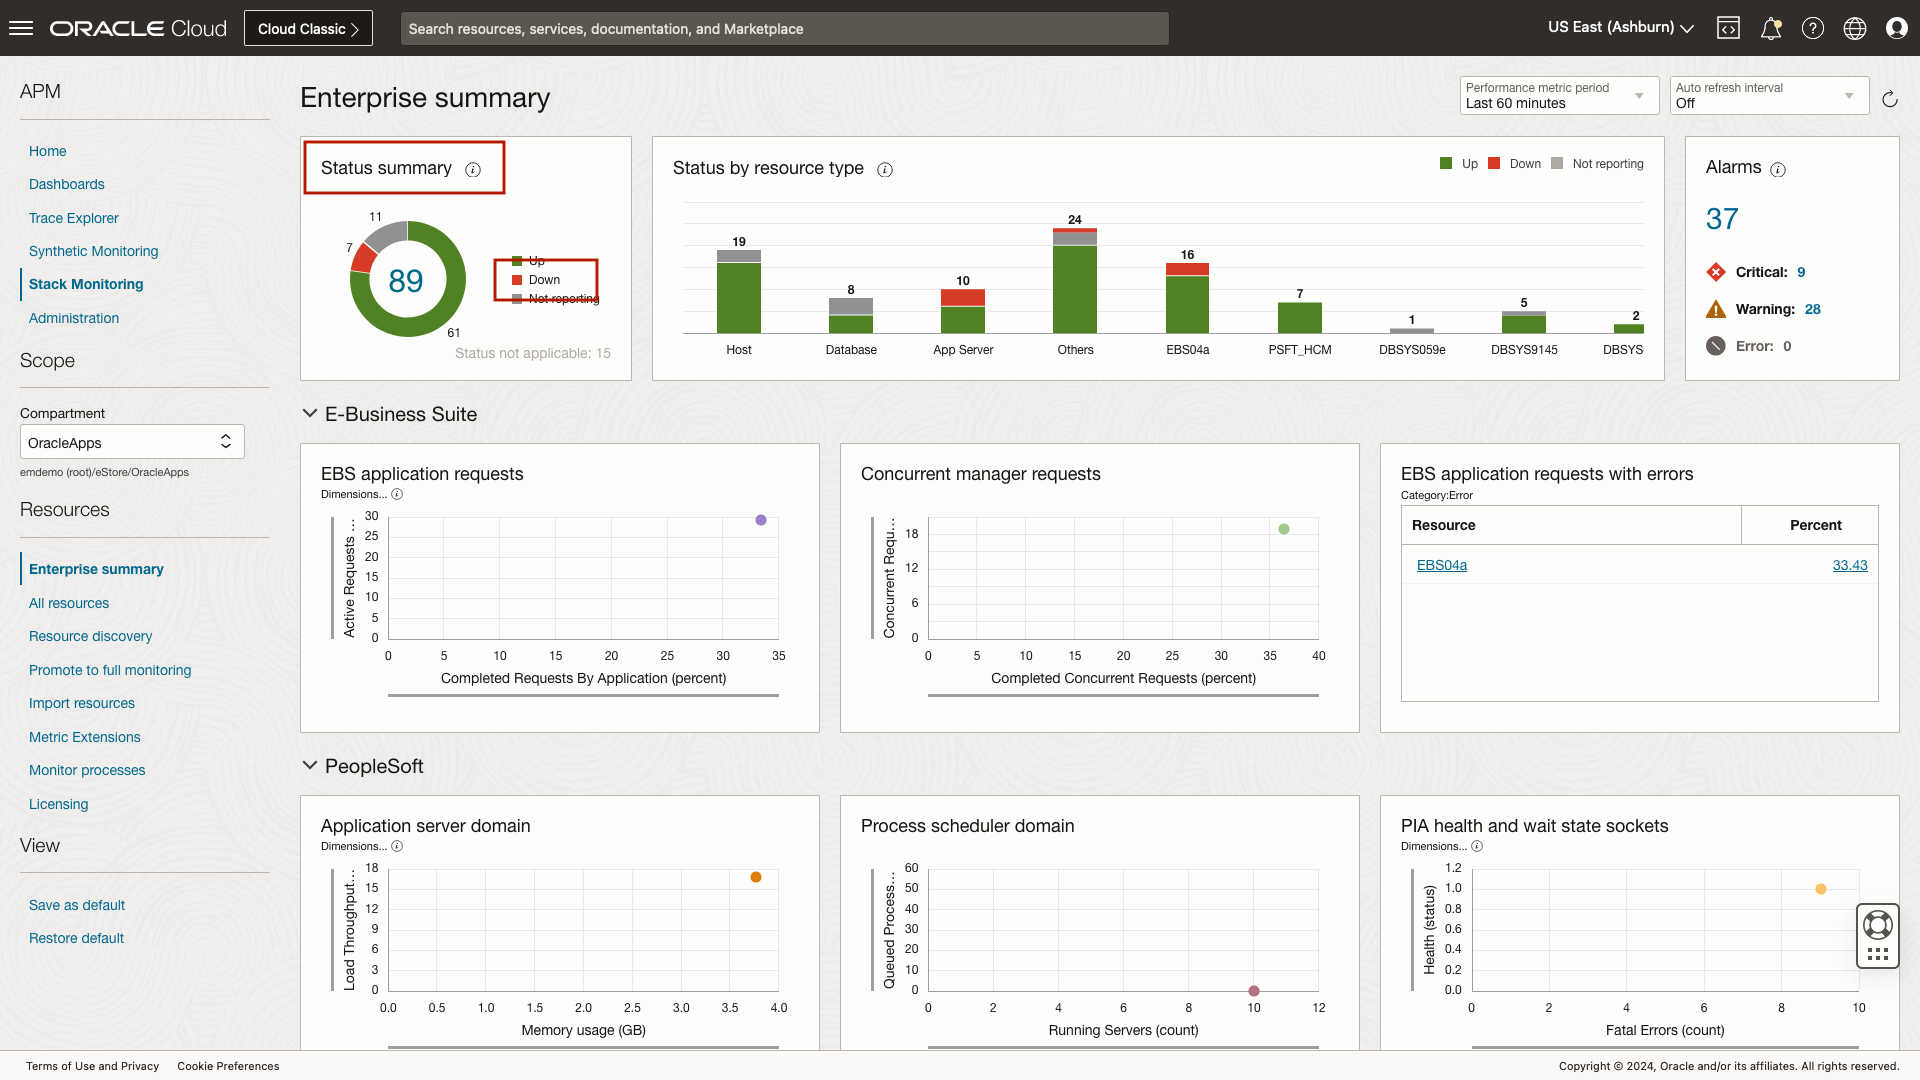 ORACLE Cloud
Cloud Classic
Search resources, services, documentation, and Marketplace
US East (Ashburn)
APM
Home
Dashboards
Trace Explorer
Synthetic Monitoring
Stack Monitoring
Administration
Scope
Compartment
OracleApps
emdemo (root)/eStore/OracleApps
Resources
Enterprise summary
All resources
Resource discovery
Promote to full monitoring
Import resources
Metric Extensions
Monitor processes
Licensing
View
Save as default
Restore default
Enterprise summary
Performance metric period
Last 60 minutes
Auto refresh interval
Off
Status summary
11
7
89
61
Up
Down
Not reporting
Status not applicable: 15
Status by resource type
Up Down Not reporting
19 8 10 24 16 7 1 5 2
Host Database App Server Others EBS04a PSFT_HCM DBSYS059e DBSYS9145 DBSYS
Alarms
37
Critical: 9
Warning: 28
Error: 0
E-Business Suite
EBS application requests
Dimensions...
Active Requests ...
30
25
20
15
10
5
0
0 5 10 15 20 25 30 35
Completed Requests By Application (percent)
Concurrent manager requests
Concurrent Requ...
18
12
6
0
0 5 10 15 20 25 30 35 40
Completed Concurrent Requests (percent)
EBS application requests with errors
Category:Error
Resource Percent
EBS04a 33.43
PeopleSoft
Application server domain
Dimensions...
Load Throughput...
18
15
12
9
6
3
0
0.0 0.5 1.0 1.5 2.0 2.5 3.0 3.5 4.0
Memory usage (GB)
Process scheduler domain
Queued Process...
60
50
40
30
20
10
0
0 2 4 6 8 10 12
Running Servers (count)
PIA health and wait state sockets
Dimensions...
Health (status)
1.2
1.0
0.8
0.6
0.4
0.2
0.0
0 2 4 6 8 10
Fatal Errors (count)
Terms of Use and Privacy Cookie Preferences
Copyright © 2024, Oracle and/or its affiliates. All rights reserved.